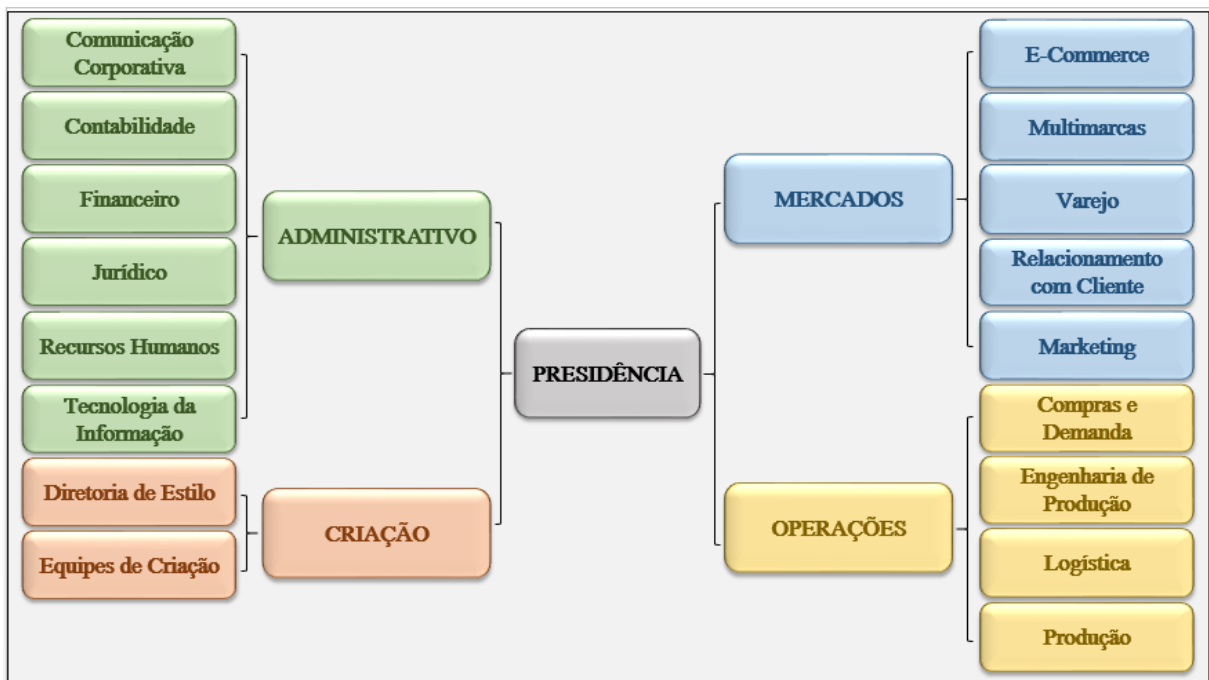 Comunicação
Corporativa
Contabilidade
Financeiro
Jurídico
Recursos Humanos
Tecnologia da
Informação
Diretoria de Estilo
Equipes de Criação
ADMINISTRATIVO
CRIAÇÃO
PRESIDÊNCIA
MERCADOS
OPERAÇÕES
E-Commerce
Multimarcas
Varejo
Relacionamento
com Cliente
Marketing
Compras e
Demanda
Engenharia de
Produção
Logística
Produção